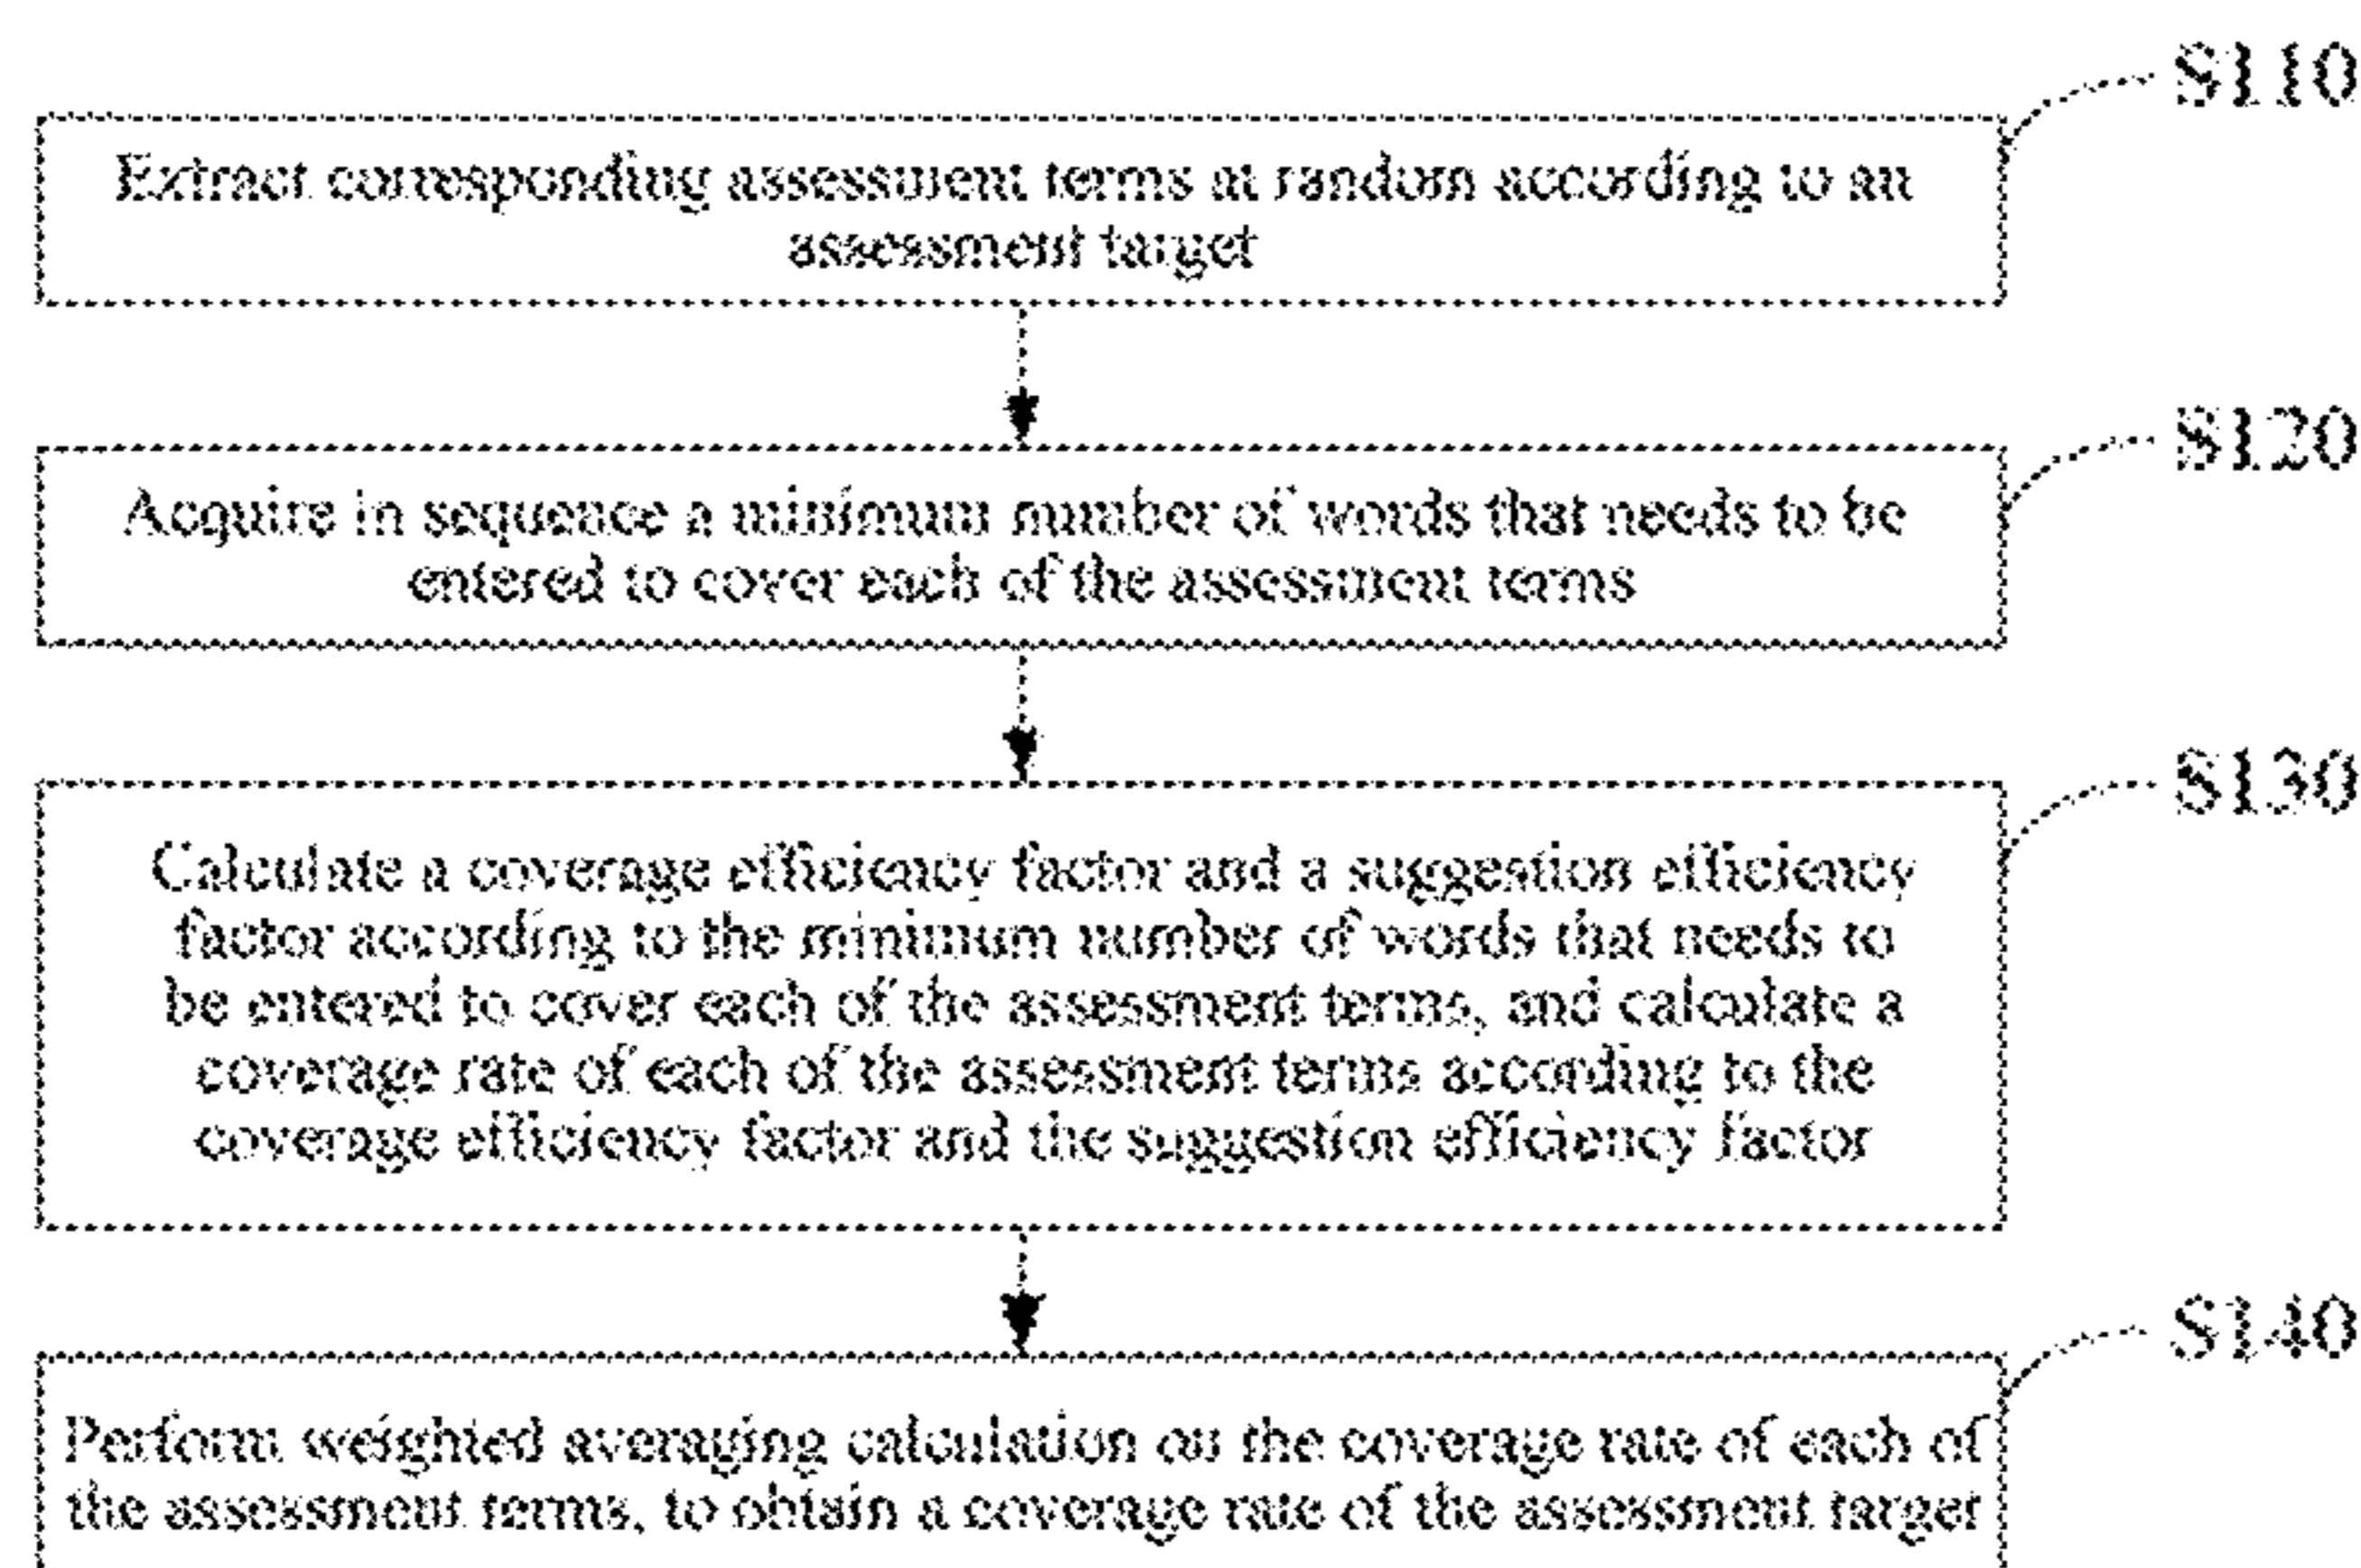 S110
Extract corresponding assessment terms at random according to an
assessment target
S120
Acquire in sequence a minimum number of words that needs to be
entered to cover each of the assessment terms
S130
Calculate a coverage efficiency factor and a suggestion efficiency
factor according to the minimum number of words that needs to
be entered to cover each of the assessment terms, and calculate a
coverage rate of each of the assessment terms according to the
coverage efficiency factor and the suggestion efficiency factor
S140
Perform weighted averaging calculation on the coverage rate of each of
the assessment terms, to obtain a coverage rate of the assessment target